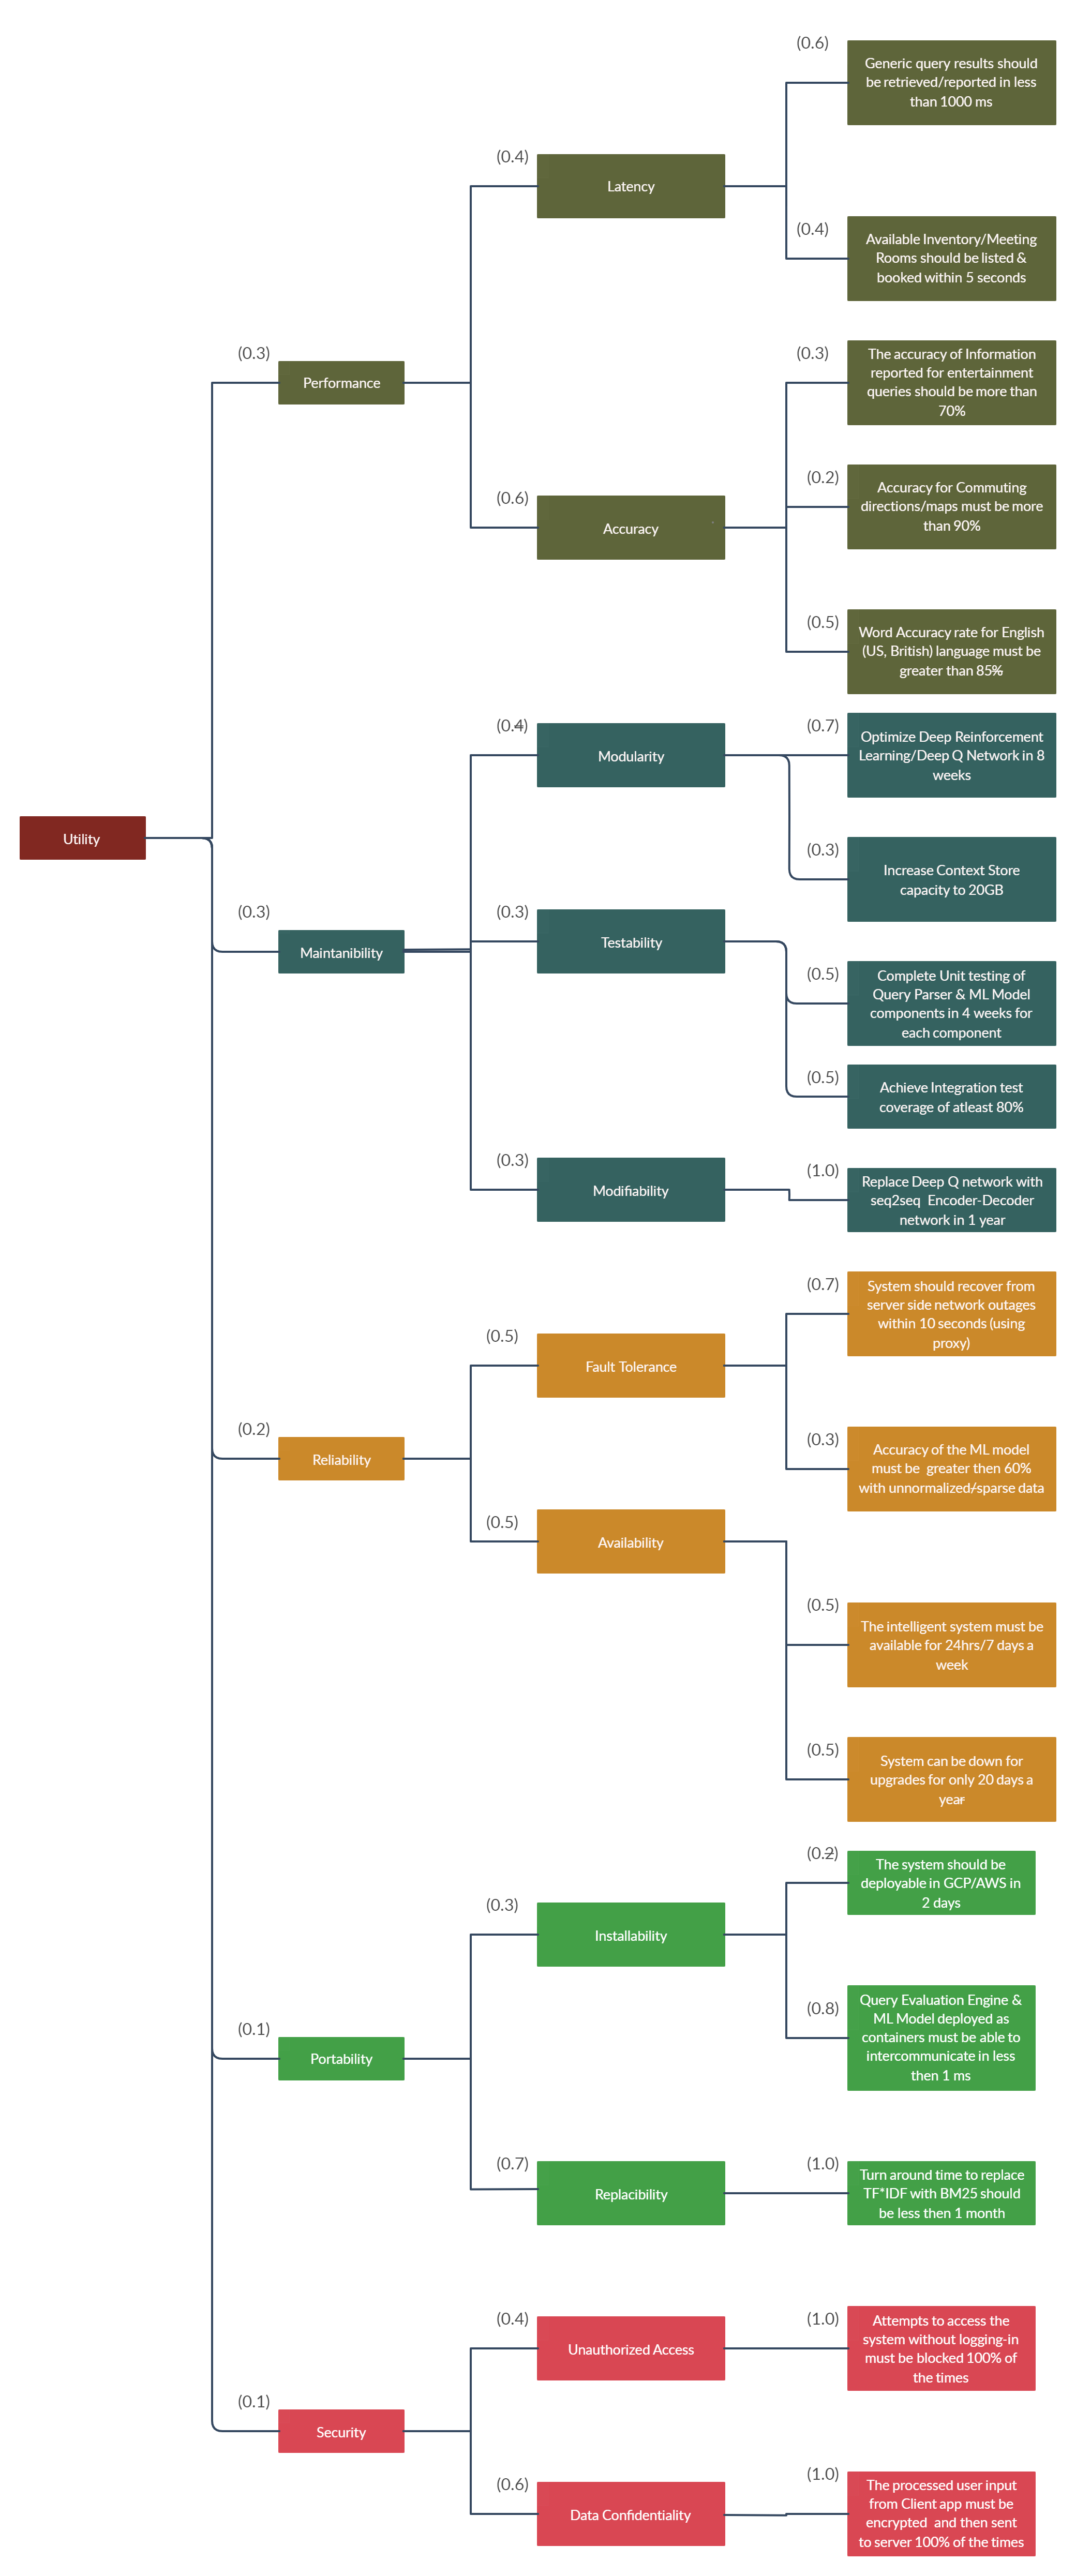 (0.6)
Generic query results should
be retrieved/reported in less
than 1000 ms
(0.4)
Latency
(0.4)
Available Inventory/Meeting
Rooms should be listed &
booked within 5 seconds
(0.3)
Performance
(0.3)
The accuracy of Information
reported for entertainment
queries should be more than
70%
(0.6)
Accuracy
(0.2)
Accuracy for Commuting
directions/maps must be more
than 90%
(0.5)
Word Accuracy rate for English
(US, British) language must be
greater than 85%
Utility
(0.3)
Maintanibility
(0.4)
Modularity
(0.7)
Optimize Deep Reinforcement
Learning/Deep Q Network in 8
weeks
(0.3)
Increase Context Store
capacity to 20GB
(0.3)
Testability
(0.5)
Complete Unit testing of
Query Parser & ML Model
components in 4 weeks for
each component
(0.5)
Achieve Integration test
coverage of atleast 80%
(0.3)
Modifiability
(1.0)
Replace Deep Q network with
seq2seq Encoder-Decoder
network in 1 year
(0.2)
Reliability
(0.5)
Fault Tolerance
(0.7)
System should recover from
server side network outages
within 10 seconds (using
proxy)
(0.3)
Accuracy of the ML model
must be greater then 60%
with unnormalized/sparse data
(0.5)
Availability
(0.5)
The intelligent system must be
available for 24hrs/7 days a
week
(0.5)
System can be down for
upgrades for only 20 days a
year
(0.1)
Portability
(0.3)
Installability
(0.2)
The system should be
deployable in GCP/AWS in
2 days
(0.8)
Query Evaluation Engine &
ML Model deployed as
containers must be able to
intercommunicate in less
then 1 ms
(0.7)
Replacibility
(1.0)
Turn around time to replace
TF*IDF with BM25 should
be less then 1 month
(0.1)
Security
(0.4)
Unauthorized Access
(1.0)
Attempts to access the
system without logging-in
must be blocked 100% of
the times
(0.6)
Data Confidentiality
(1.0)
The processed user input
from Client app must be
encrypted and then sent
to server 100% of the times